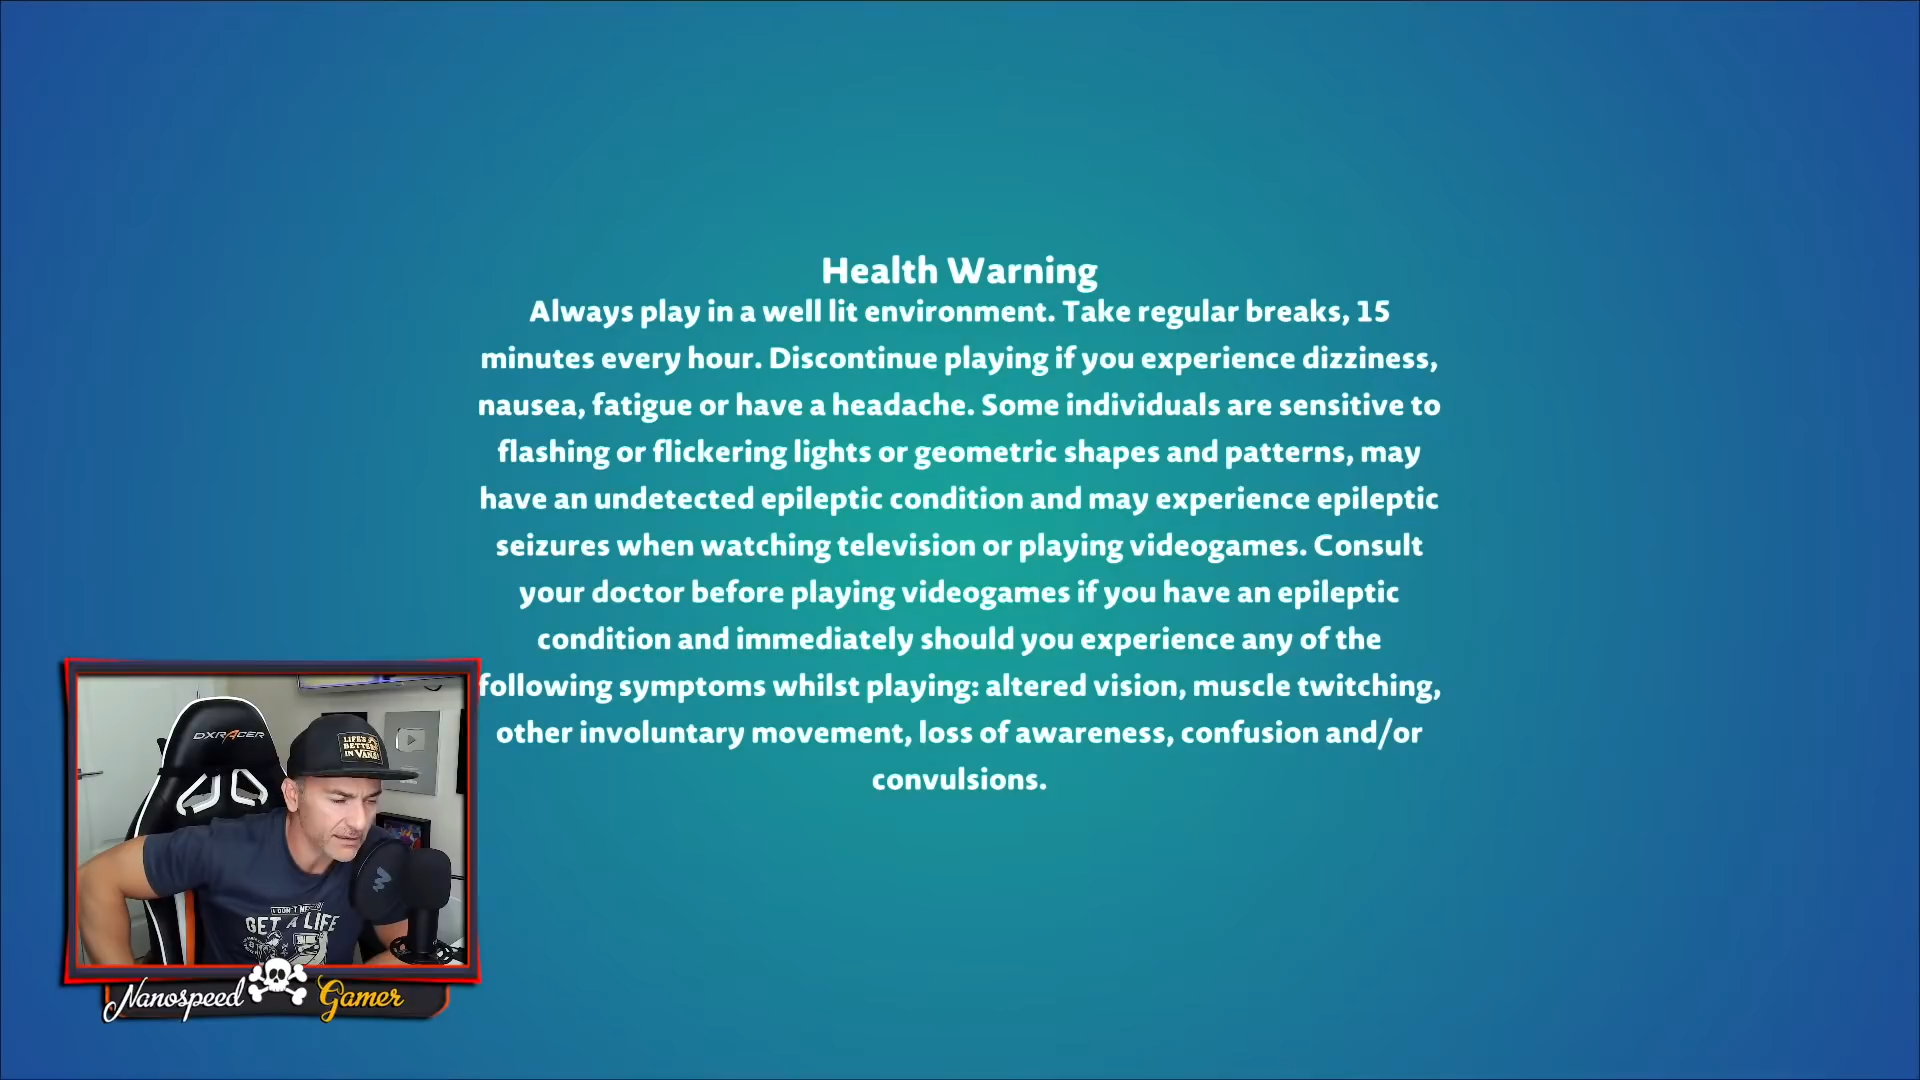 Health Warning
Always play in a well lit environment. Take regular breaks, 15
minutes every hour. Discontinue playing if you experience dizziness,
nausea, fatigue or have a headache. Some individuals are sensitive to
flashing or flickering lights or geometric shapes and patterns, may
have an undetected epileptic condition and may experience epileptic
seizures when watching television or playing videogames. Consult
your doctor before playing videogames if you have an epileptic
condition and immediately should you experience any of the
following symptoms whilst playing: altered vision, muscle twitching,
other involuntary movement, loss of awareness, confusion and/or
convulsions.
DXRACER
LIFE'S
BETTER
IN VANS
GET A LIFE
Nanospeed Gamer